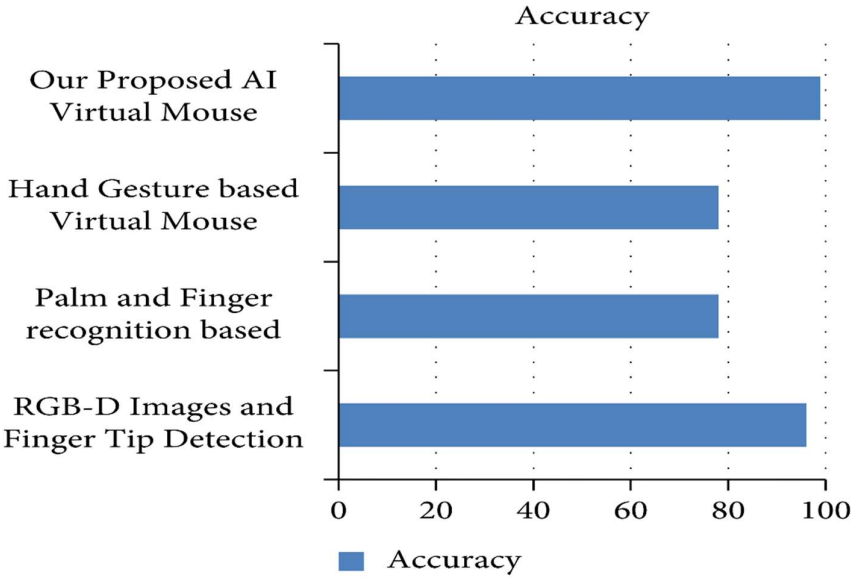 Accuracy
Our Proposed AI
Virtual Mouse
Hand Gesture based
Virtual Mouse
Palm and Finger
recognition based
RGB-D Images and
Finger Tip Detection
0 20 40 60 80 100
Accuracy